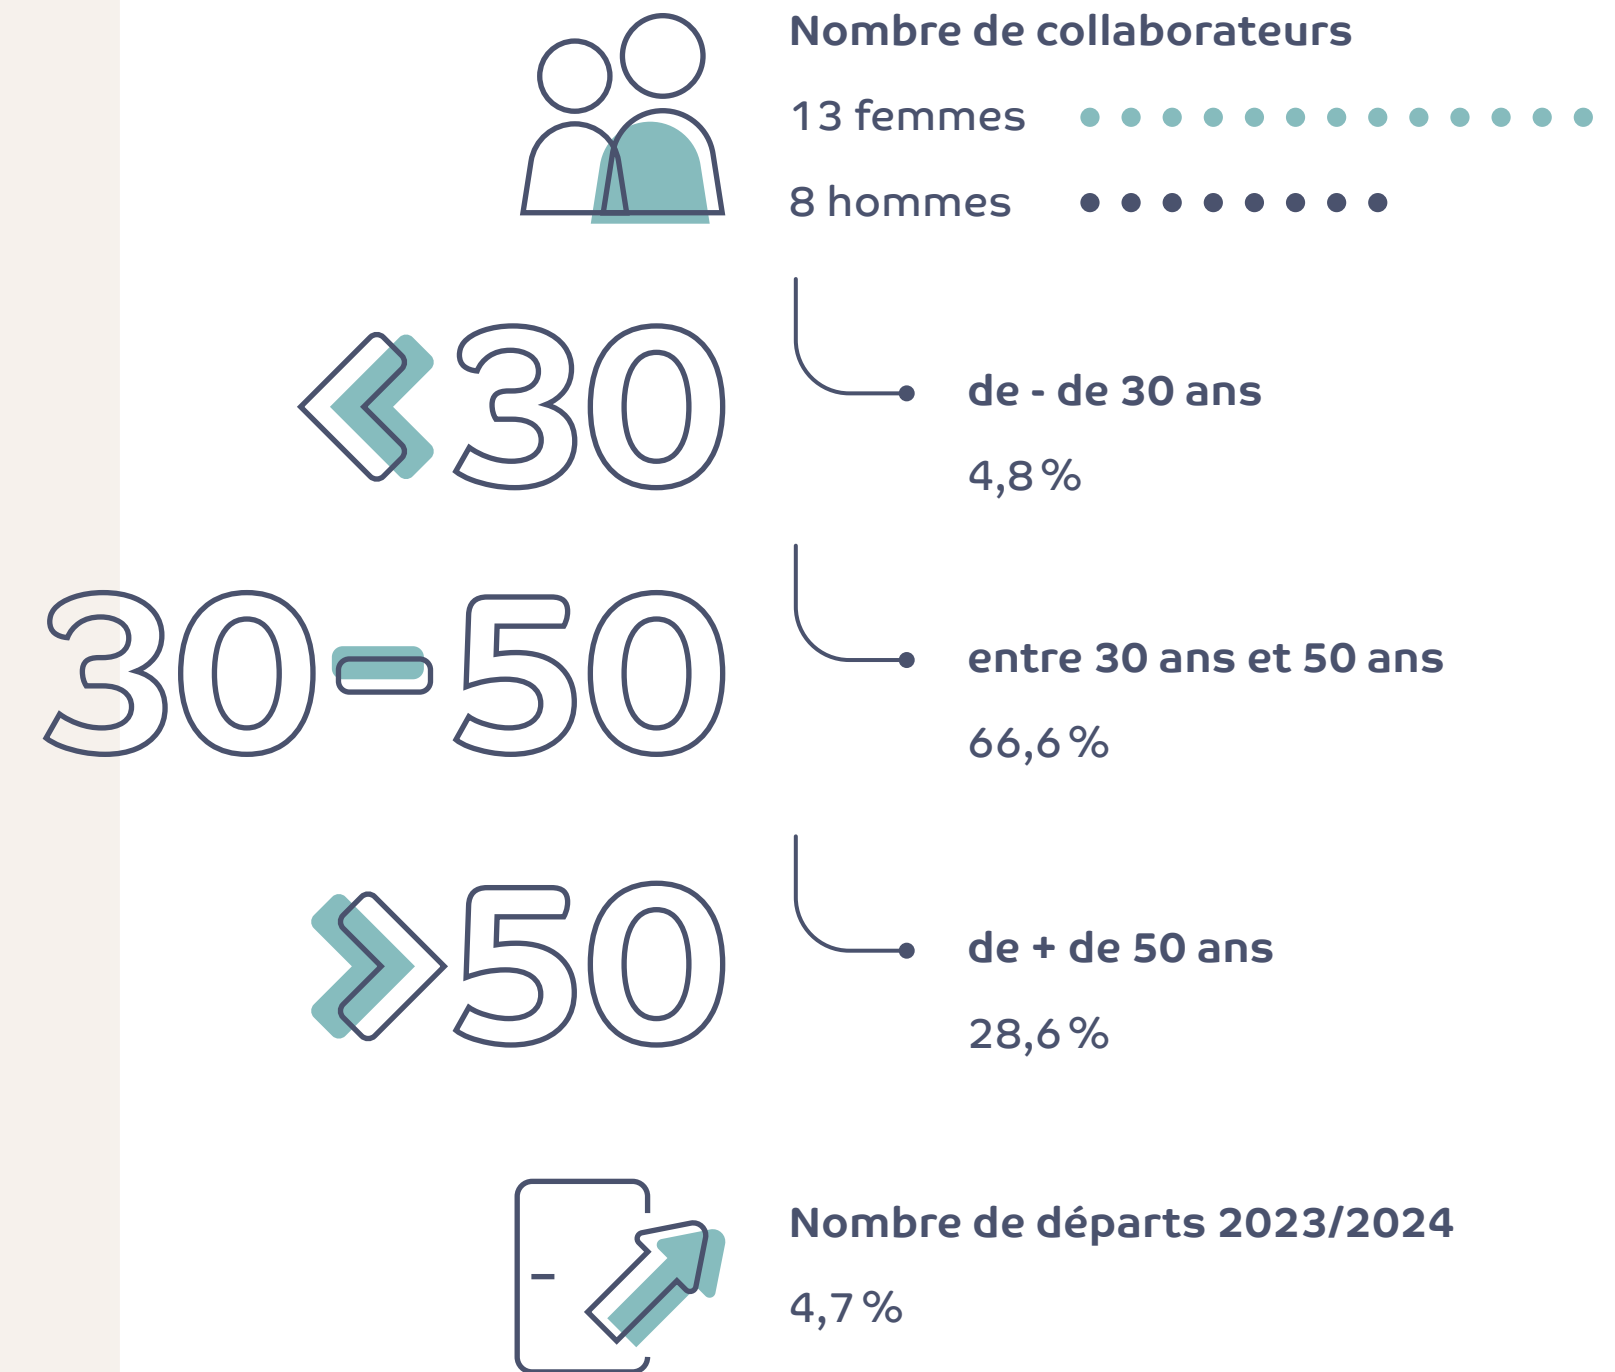 Nombre de collaborateurs
13 femmes
8 hommes
30
de - de 30 ans
4,8 %
30-50
entre 30 ans et 50 ans
66,6 %
50
de + de 50 ans
28,6 %
Nombre de départs 2023/2024
4,7 %